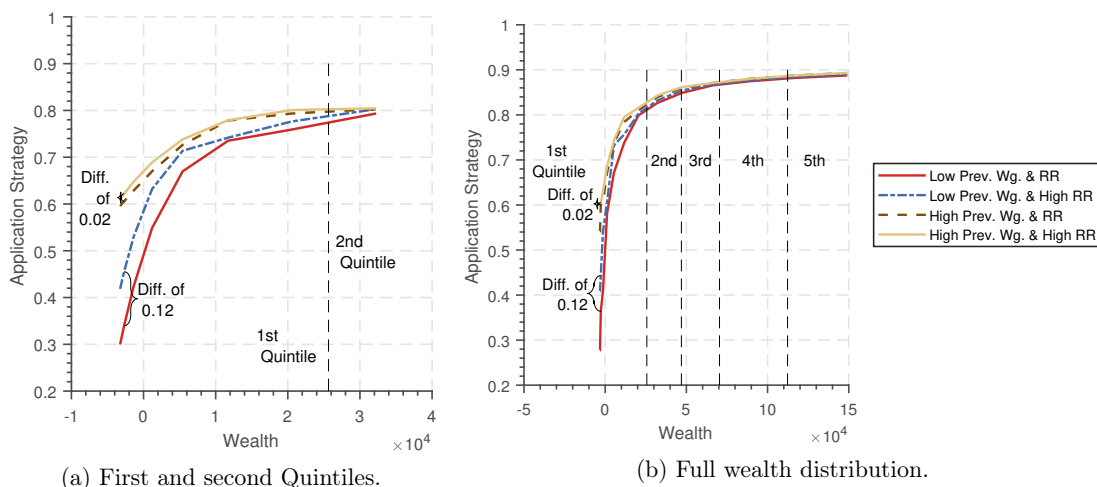 1
0.9
0.8
0.7
0.6
0.5
0.4
0.3
0.2
Application Strategy
Diff.
of
0.02
Diff. of
0.12
2nd
Quintile
1st
Quintile
-1 0 1 2 3 4
Wealth
×10⁴
(a) First and second Quintiles.
1
0.9
0.8
0.7
0.6
0.5
0.4
0.3
0.2
Application Strategy
1st
Quintile
2nd 3rd 4th 5th
Diff. of
0.02
Diff. of
0.12
-5 0 5 10 15
Wealth
×10⁴
(b) Full wealth distribution.
Low Prev. Wg. & RR
Low Prev. Wg. & High RR
High Prev. Wg. & RR
High Prev. Wg. & High RR